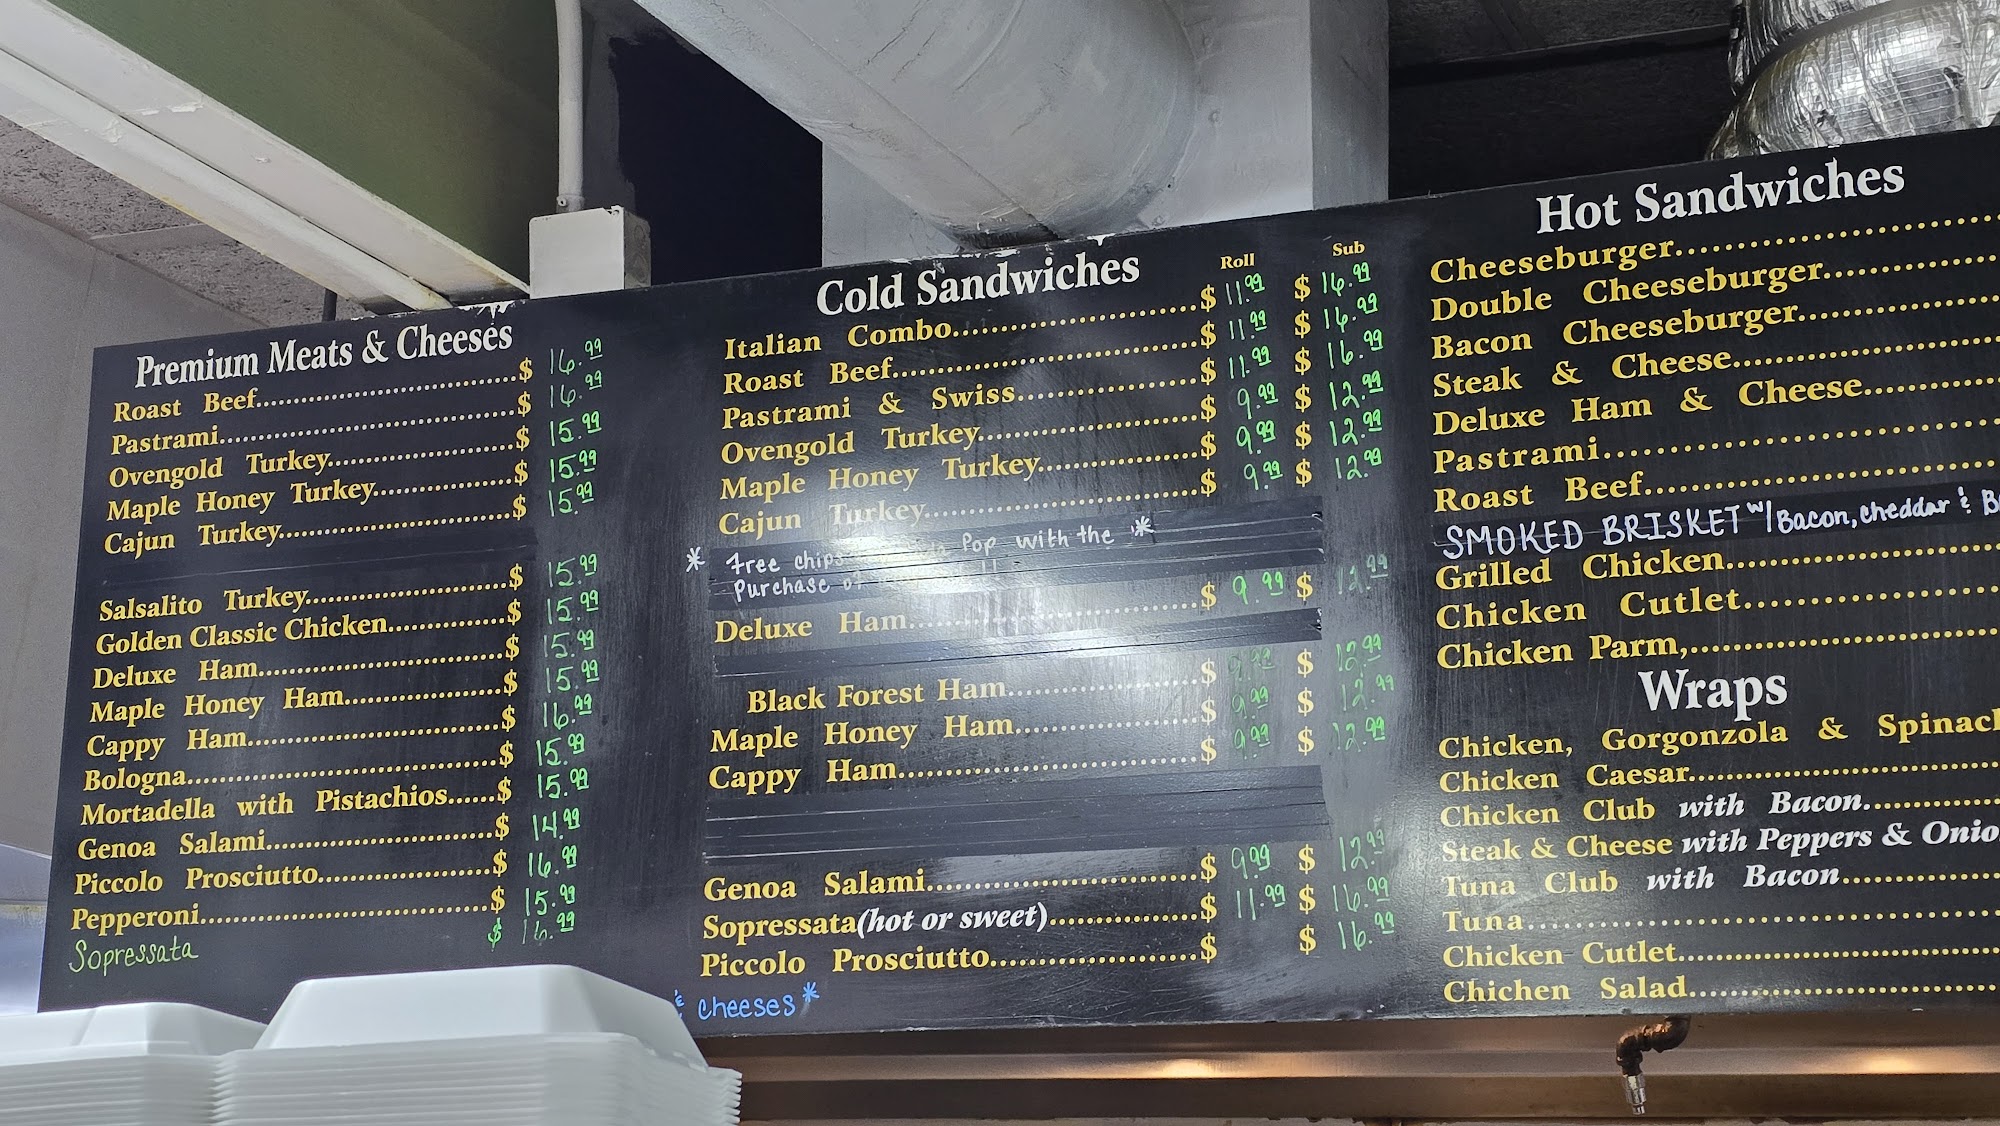 Premium Meats & Cheeses
Roast Beef $ 16.99
Pastrami $ 16.99
Ovengold Turkey $ 15.99
Maple Honey Turkey $ 15.99
Cajun Turkey $ 15.99
Salsalito Turkey $ 15.99
Golden Classic Chicken $ 15.99
Deluxe Ham $ 15.99
Maple Honey Ham $ 15.99
Cappy Ham $ 16.99
Bologna $ 15.99
Mortadella with Pistachios $ 15.99
Genoa Salami $ 14.99
Piccolo Prosciutto $ 16.99
Pepperoni $ 15.99
Sopressata $ 16.99
Cold Sandwiches
Roll Sub
Italian Combo $ 11.99 $ 16.99
Roast Beef $ 11.99 $ 16.99
Pastrami & Swiss $ 11.99 $ 16.99
Ovengold Turkey $ 9.99 $ 12.99
Maple Honey Turkey $ 9.99 $ 12.99
Cajun Turkey $ 9.99 $ 12.99
* Free chips Pop with the *
Purchase of
Deluxe Ham $ 9.99 $ 12.99
Black Forest Ham $ 9.99 $ 12.99
Maple Honey Ham $ 9.99 $ 12.99
Cappy Ham $ 9.99 $ 12.99
Genoa Salami $ 9.99 $ 12.99
Sopressata (hot or sweet) $ 11.99 $ 16.99
Piccolo Prosciutto $ $ 16.99
& cheeses *
Hot Sandwiches
Cheeseburger
Double Cheeseburger
Bacon Cheeseburger
Steak & Cheese
Deluxe Ham & Cheese
Pastrami
Roast Beef
SMOKED BRISKET w/ Bacon, cheddar &
Grilled Chicken
Chicken Cutlet
Chicken Parm,
Wraps
Chicken, Gorgonzola & Spinach
Chicken Caesar
Chicken Club with Bacon
Steak & Cheese with Peppers & Onio
Tuna Club with Bacon
Tuna
Chicken Cutlet
Chichen Salad